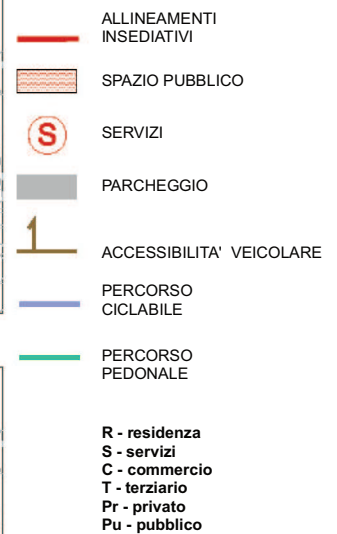 ALLINEAMENTI
INSEDIATIVI
SPAZIO PUBBLICO
S
SERVIZI
PARCHEGGIO
ACCESSIBILITA' VEICOLARE
PERCORSO
CICLABILE
PERCORSO
PEDONALE
R - residenza
S - servizi
C - commercio
T - terziario
Pr - privato
Pu - pubblico